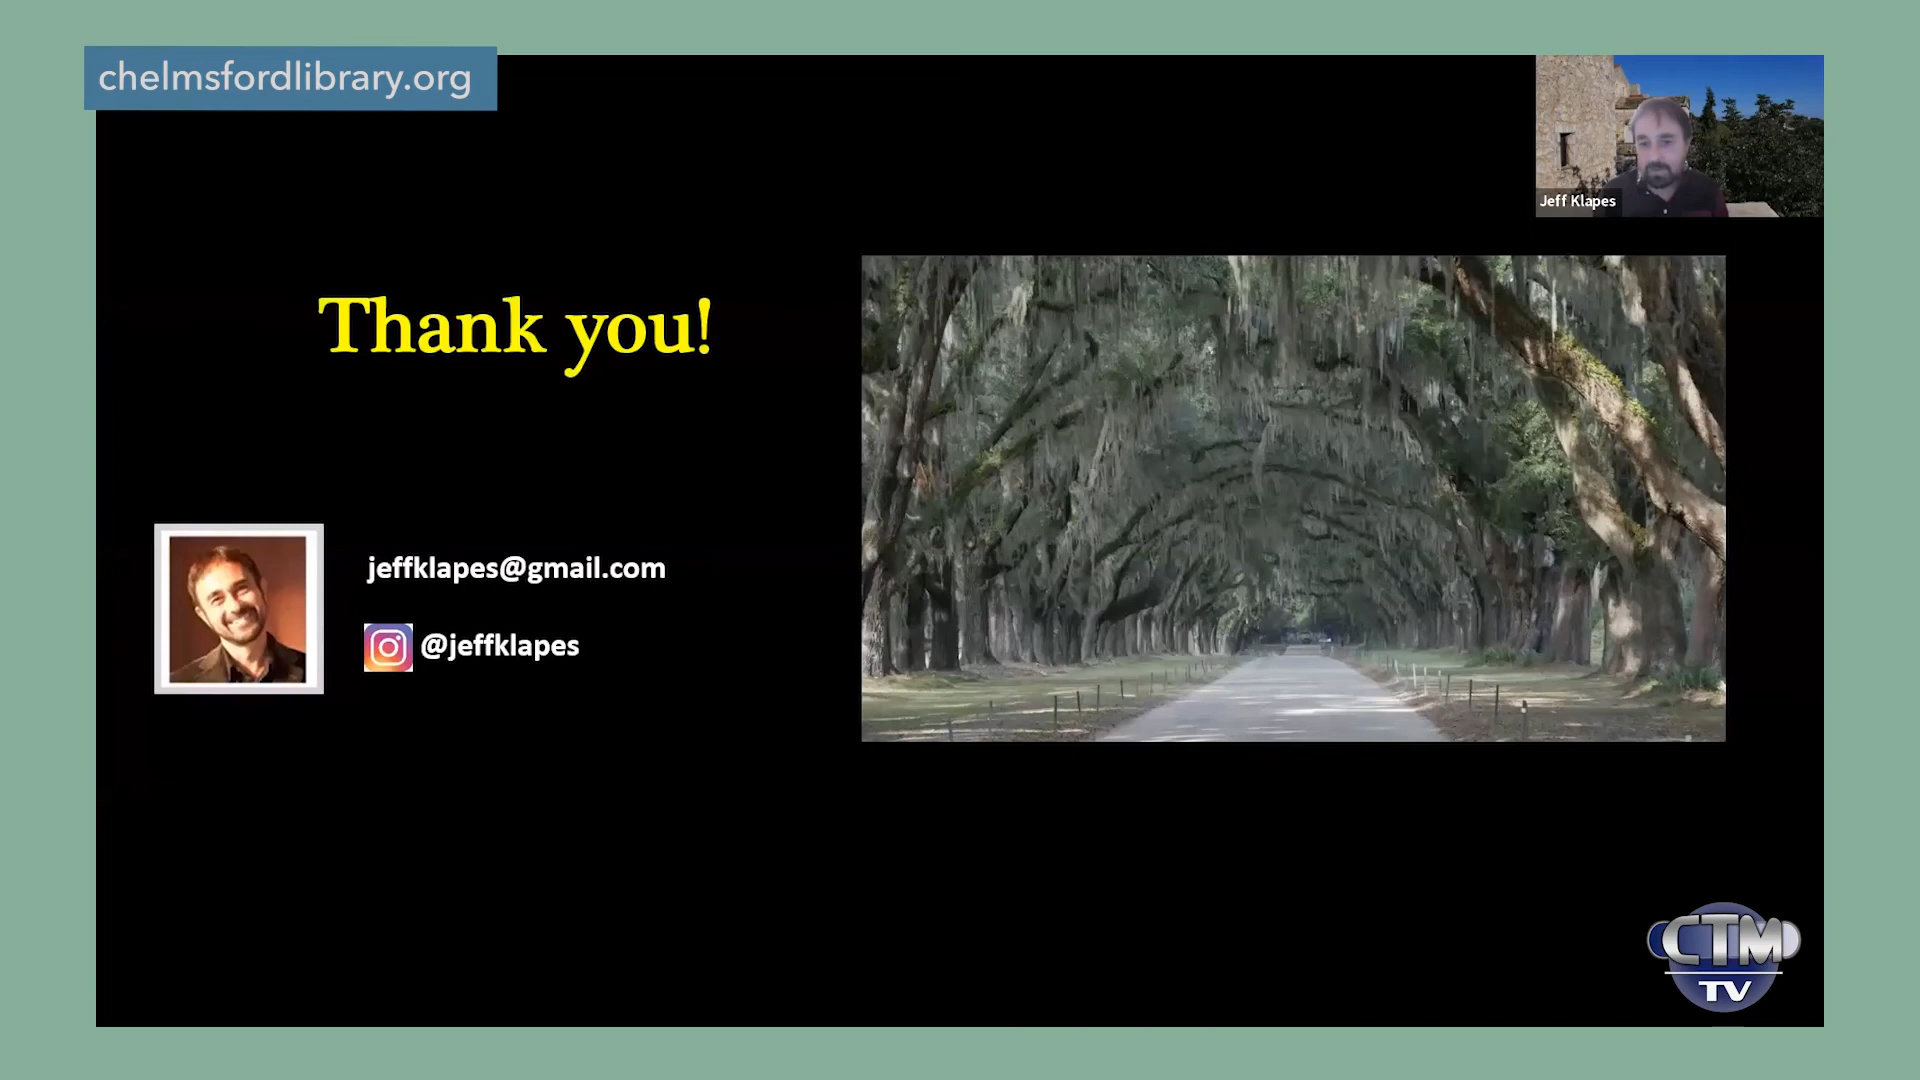 chelmsfordlibrary.org
Jeff Klapes
Thank you!
jeffklapes@gmail.com
@jeffklapes
CTM
TV